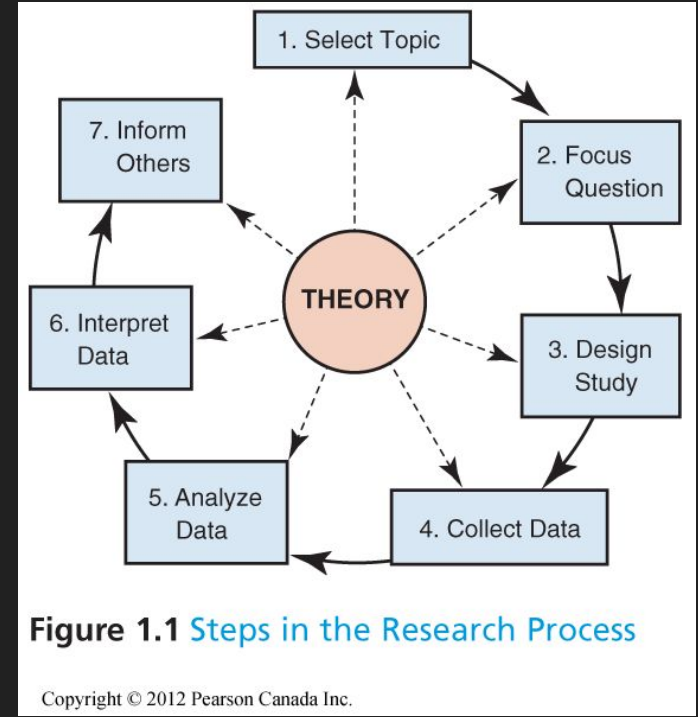 1. Select Topic
2. Focus
Question
3. Design
Study
4. Collect Data
5. Analyze
Data
6. Interpret
Data
7. Inform
Others
THEORY
Figure 1.1 Steps in the Research Process
Copyright © 2012 Pearson Canada Inc.